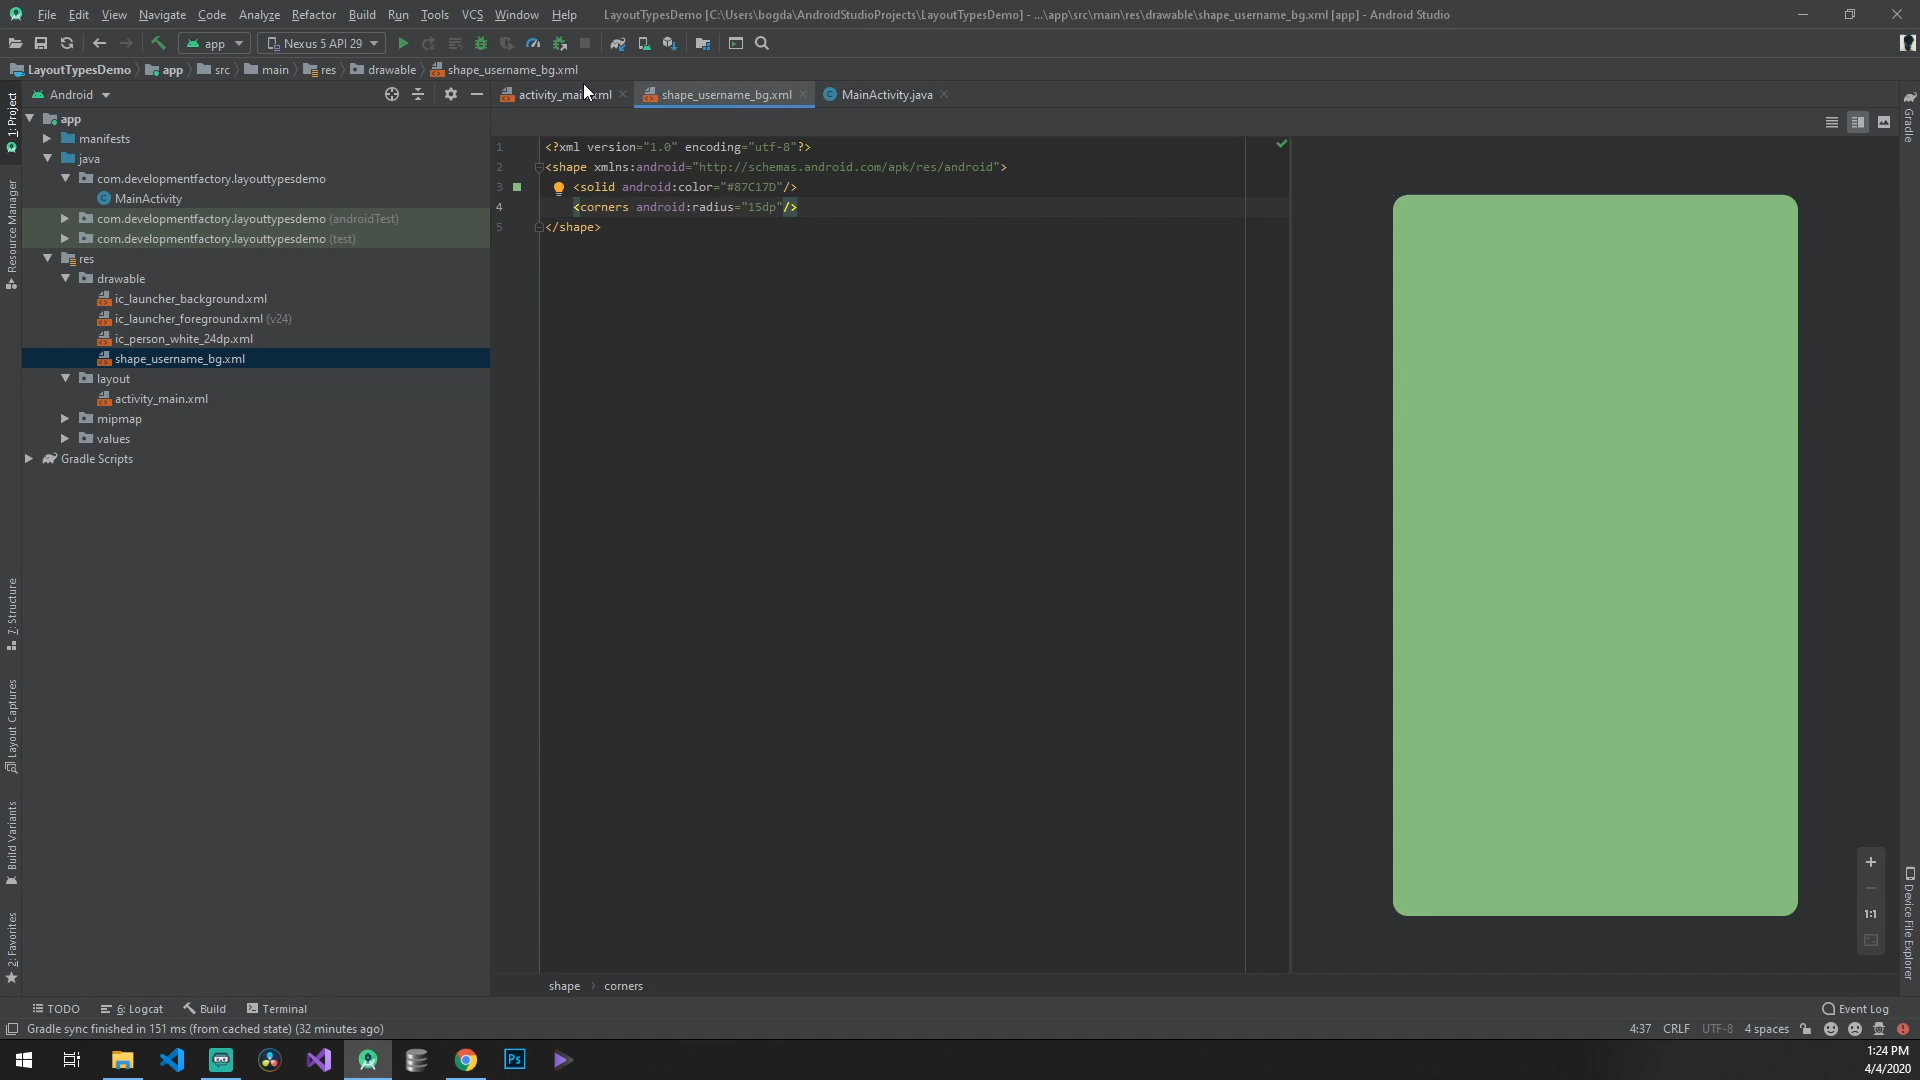 File Edit View Navigate Code Analyze Refactor Build Run Tools VCS Window Help LayoutTypesDemo [C:\Users\bogda\AndroidStudioProjects\LayoutTypesDemo] - ...\app\src\main\res\drawable\shape_username_bg.xml [app] - Android Studio
app Nexus 5 API 29
LayoutTypesDemo app src main res drawable shape_username_bg.xml
Android
shape_username_bg.xml MainActivity.java
app
manifests
java
com.developmentfactory.layouttypesdemo
MainActivity
com.developmentfactory.layouttypesdemo (androidTest)
com.developmentfactory.layouttypesdemo (test)
res
drawable
ic_launcher_background.xml
ic_launcher_foreground.xml (v24)
ic_person_white_24dp.xml
shape_username_bg.xml
layout
activity_main.xml
mipmap
values
Gradle Scripts
1 <?xml version="1.0" encoding="utf-8"?>
2 <shape xmlns:android="http://schemas.android.com/apk/res/android">
3 <solid android:color="#87C17D"/>
4 <corners android:radius="15dp"/>
5 </shape>
1: Project
Resource Manager
7: Structure
Layout Captures
Build Variants
2: Favorites
Gradle
Device File Explorer
1:1
shape corners
TODO 6: Logcat Build Terminal Event Log
Gradle sync finished in 151 ms (from cached state) (32 minutes ago) 4:37 CRLF UTF-8 4 spaces
Ps
1:24 PM
4/4/2020